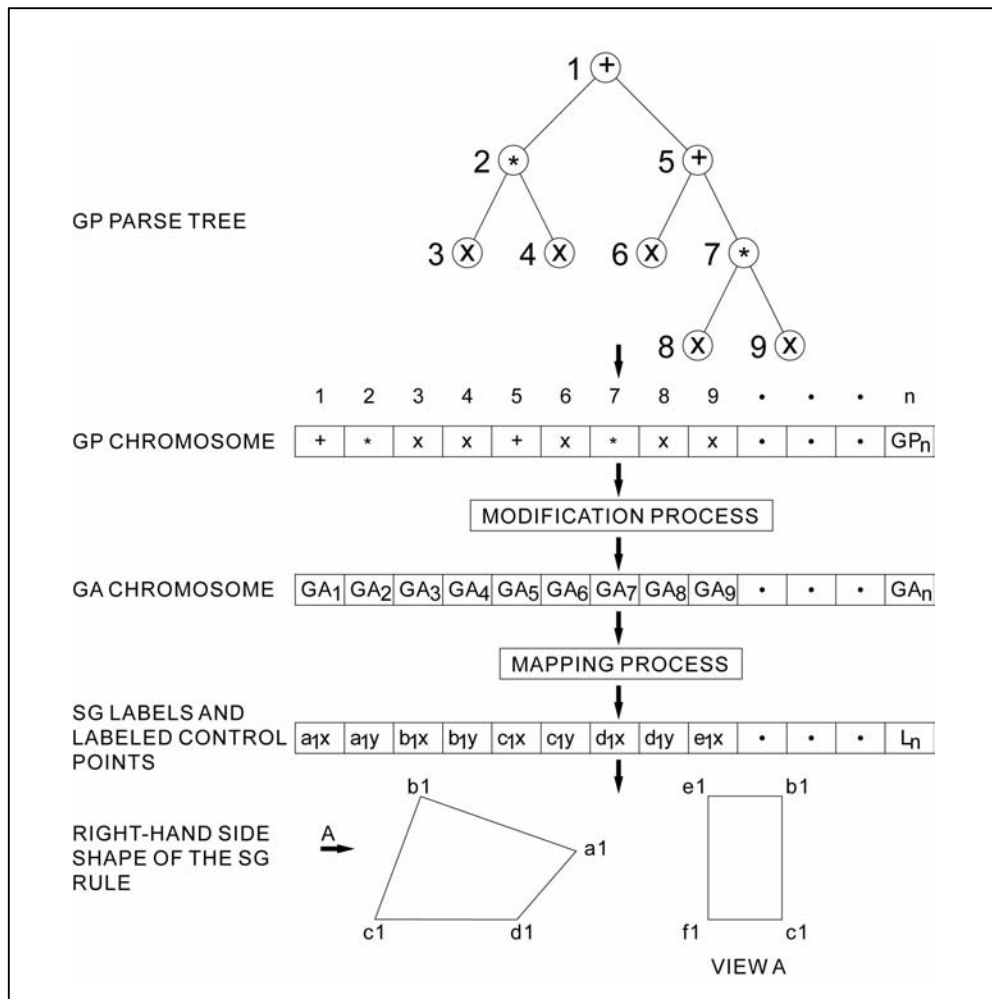 1 +
2 * 5 +
GP PARSE TREE
3 x 4 x 6 x 7 *
8 x 9 x
1 2 3 4 5 6 7 8 9 • • • n
GP CHROMOSOME + * x x + x * x x • • • GPn
MODIFICATION PROCESS
GA CHROMOSOME GA1 GA2 GA3 GA4 GA5 GA6 GA7 GA8 GA9 • • • GAn
MAPPING PROCESS
SG LABELS AND
LABELED CONTROL
POINTS
a1x a1y b1x b1y c1x c1y d1x d1y e1x • • • Ln
RIGHT-HAND SIDE
SHAPE OF THE SG
RULE
A
b1
a1
c1 d1
e1 b1
f1 c1
VIEW A